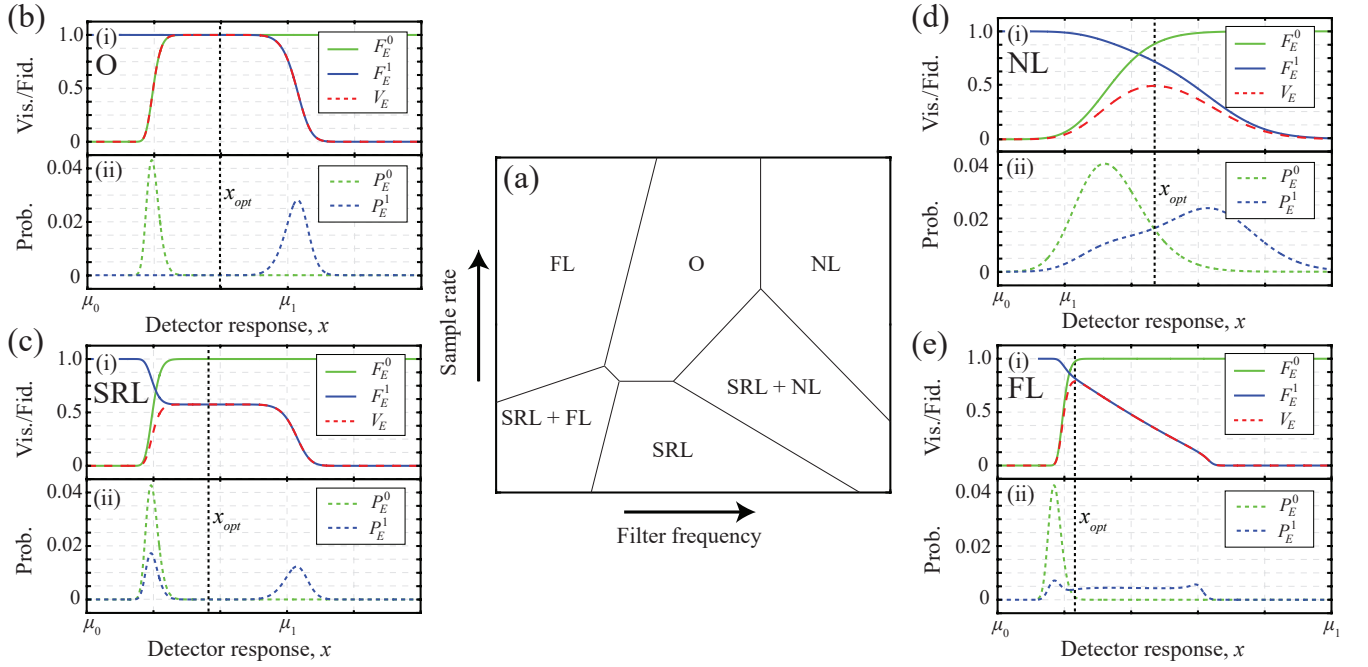 (b)
(i)
O
Vis./Fid.
1.0
0.5
0
F_E^0
F_E^1
V_E
(ii)
Prob.
0.04
0.02
0
P_E^0
P_E^1
x_opt
μ_0
μ_1
Detector response, x
(c)
(i)
SRL
Vis./Fid.
1.0
0.5
0
F_E^0
F_E^1
V_E
(ii)
Prob.
0.04
0.02
0
P_E^0
P_E^1
x_opt
μ_0
μ_1
Detector response, x
(a)
FL
O
NL
SRL + FL
SRL
SRL + NL
Sample rate
Filter frequency
(d)
(i)
NL
Vis./Fid.
1.0
0.5
0
F_E^0
F_E^1
V_E
(ii)
Prob.
0.04
0.02
0
P_E^0
P_E^1
x_opt
μ_0
μ_1
Detector response, x
(e)
(i)
FL
Vis./Fid.
1.0
0.5
0
F_E^0
F_E^1
V_E
(ii)
Prob.
0.04
0.02
0
P_E^0
P_E^1
x_opt
μ_0
μ_1
Detector response, x